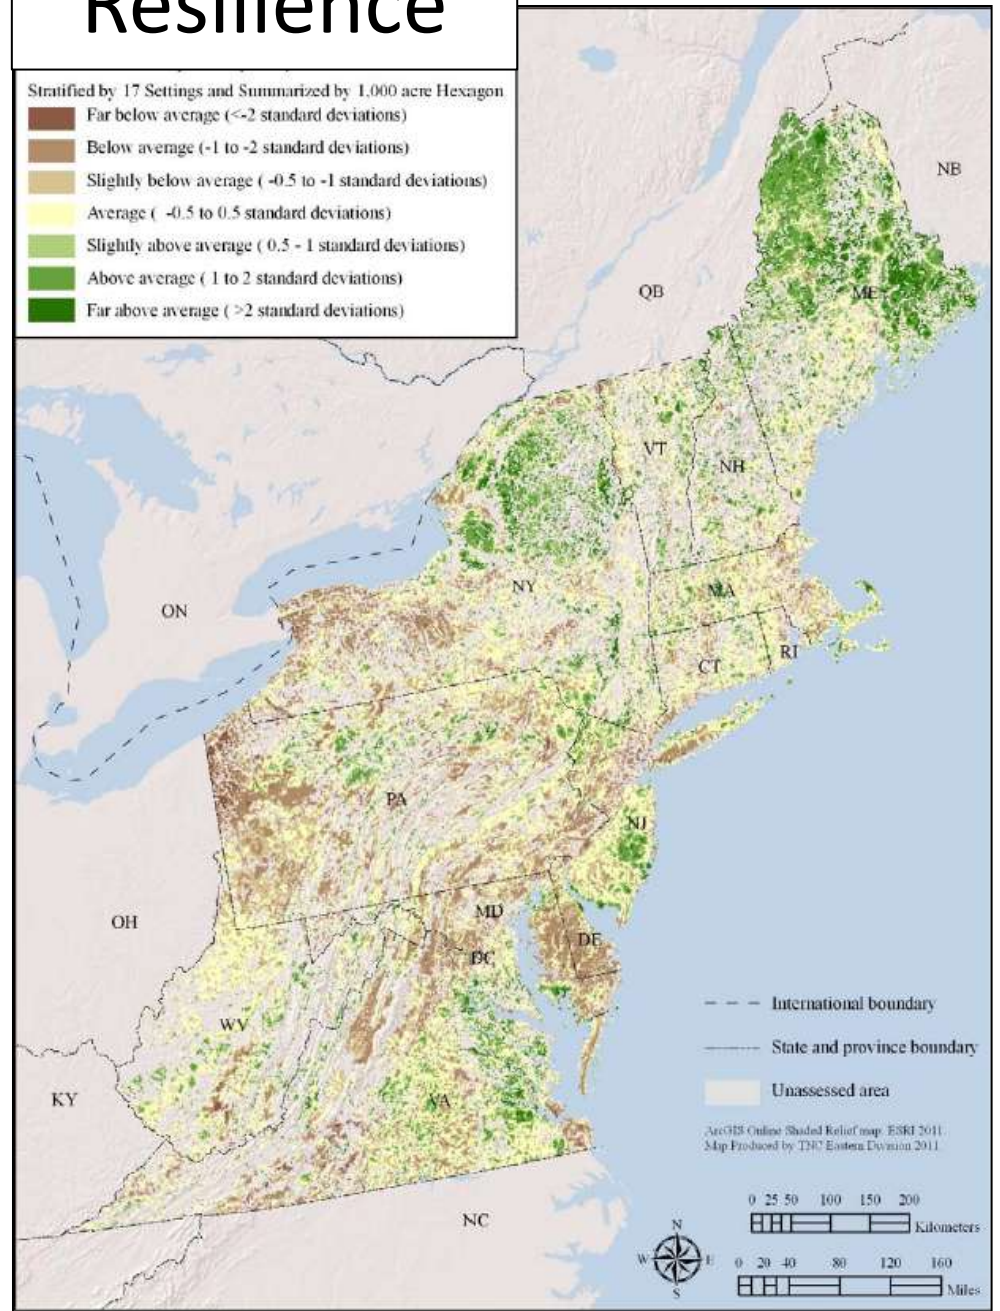 Resilience
Stratified by 17 Settings and Summarized by 1,000 acre Hexagon
Far below average (<-2 standard deviations)
Below average (-1 to -2 standard deviations)
Slightly below average ( -0.5 to -1 standard deviations)
Average ( -0.5 to 0.5 standard deviations)
Slightly above average ( 0.5 - 1 standard deviations)
Above average ( 1 to 2 standard deviations)
Far above average ( >2 standard deviations)
NB
QB
ME
VT
NH
NY
ON
MA
CT
RI
PA
NJ
OH
MD
DE
DC
WV
KY
VA
NC
International boundary
State and province boundary
Unassessed area
ArcGIS Online Shaded Relief map. ESRI 2011.
Map Produced by TNC Eastern Division 2011
0 25 50 100 150 200
Kilometers
N
W E
S
0 20 40 80 120 160
Miles